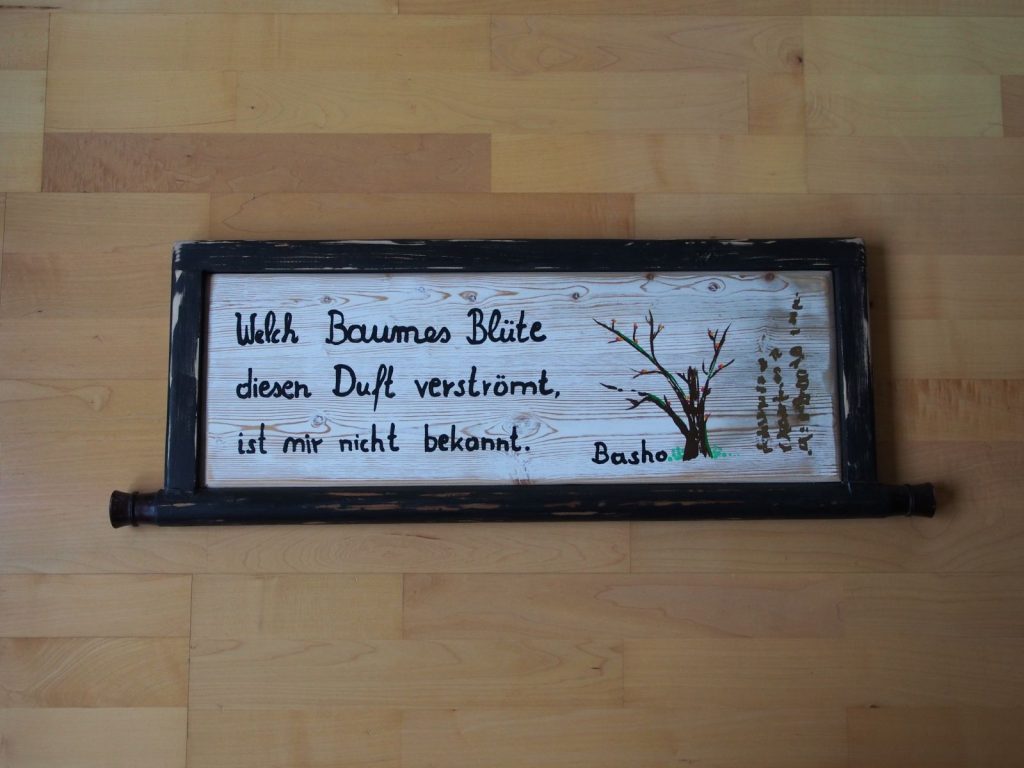 Welch Baumes Blüte
diesen Duft verströmt,
ist mir nicht bekannt.
Basho